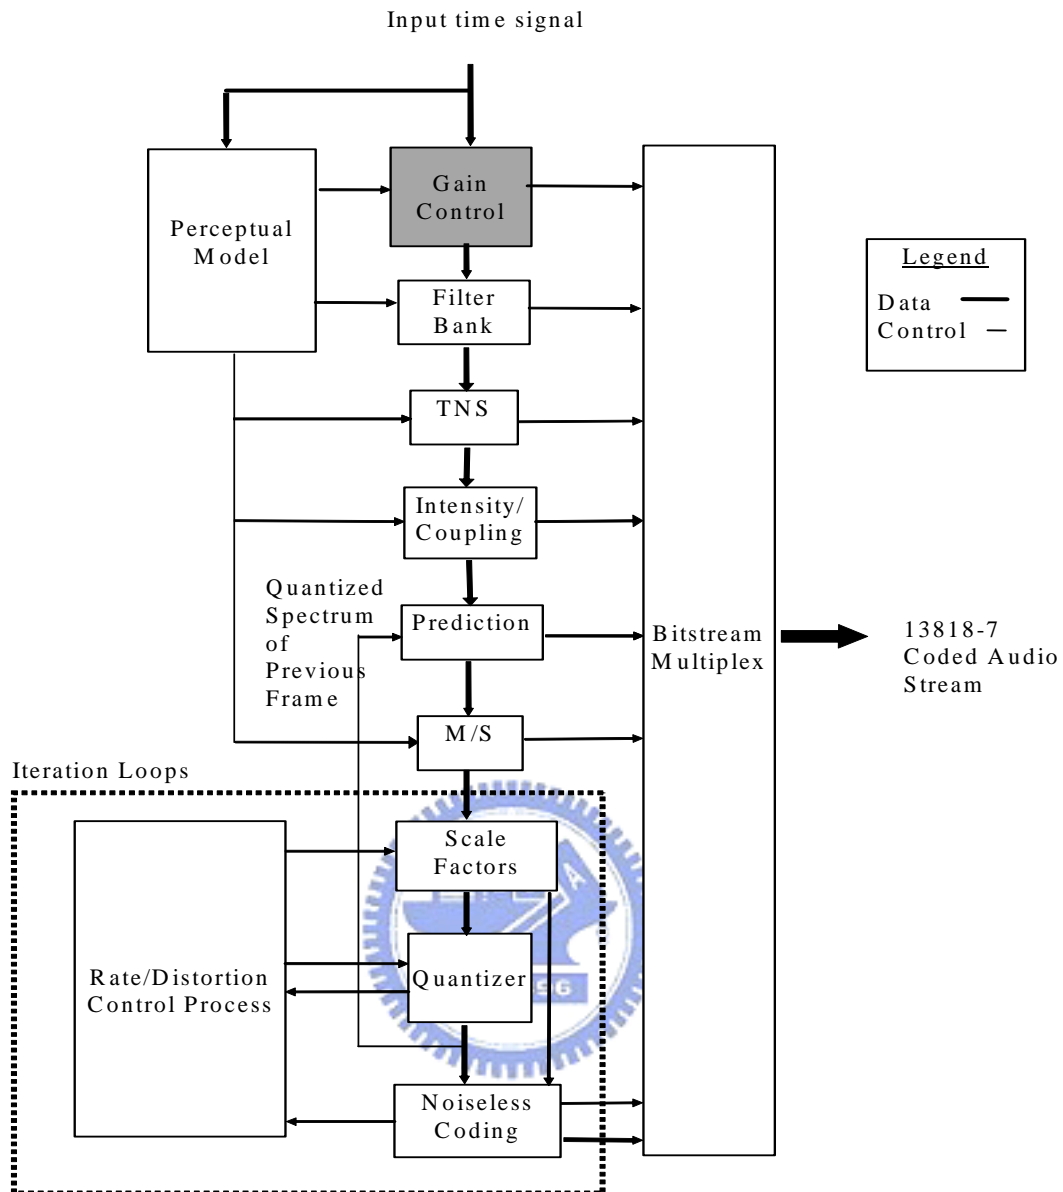 Input time signal
Gain
Control
Perceptual
Model
Filter
Bank
Legend
Data
Control
TNS
Intensity/
Coupling
Quantized
Spectrum
of
Previous
Frame
Prediction
Bitstream
Multiplex
13818-7
Coded Audio
Stream
M/S
Iteration Loops
Scale
Factors
Rate/Distortion
Control Process
Quantizer
Noiseless
Coding